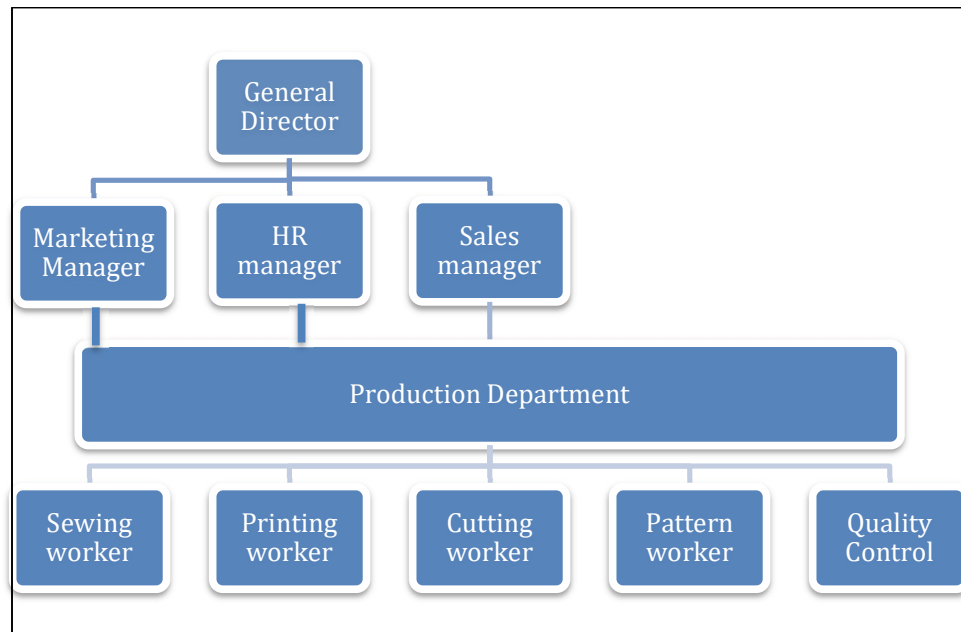 General
Director
Marketing
Manager
HR
manager
Sales
manager
Production Department
Sewing
worker
Printing
worker
Cutting
worker
Pattern
worker
Quality
Control